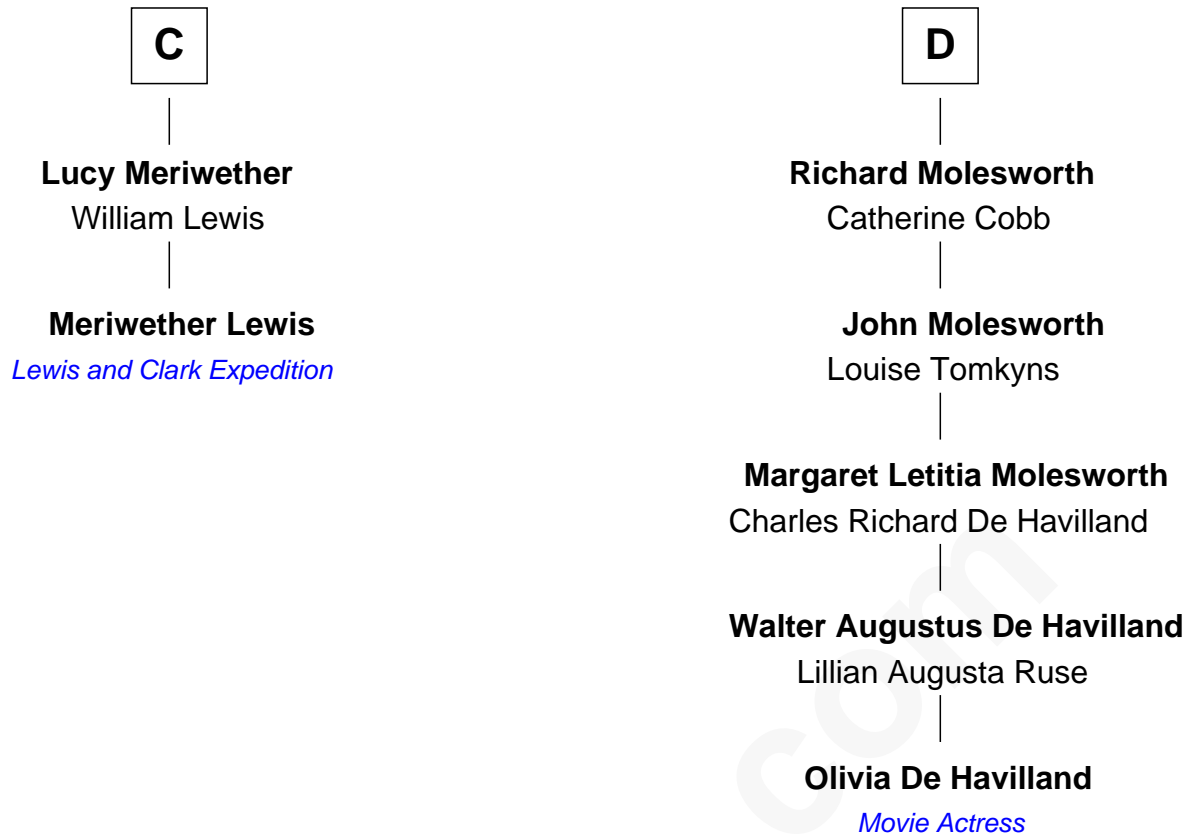 C
Lucy Meriwether
William Lewis
Meriwether Lewis
Lewis and Clark Expedition
D
Richard Molesworth
Catherine Cobb
John Molesworth
Louise Tomkyns
Margaret Letitia Molesworth
Charles Richard De Havilland
Walter Augustus De Havilland
Lillian Augusta Ruse
Olivia De Havilland
Movie Actress
com